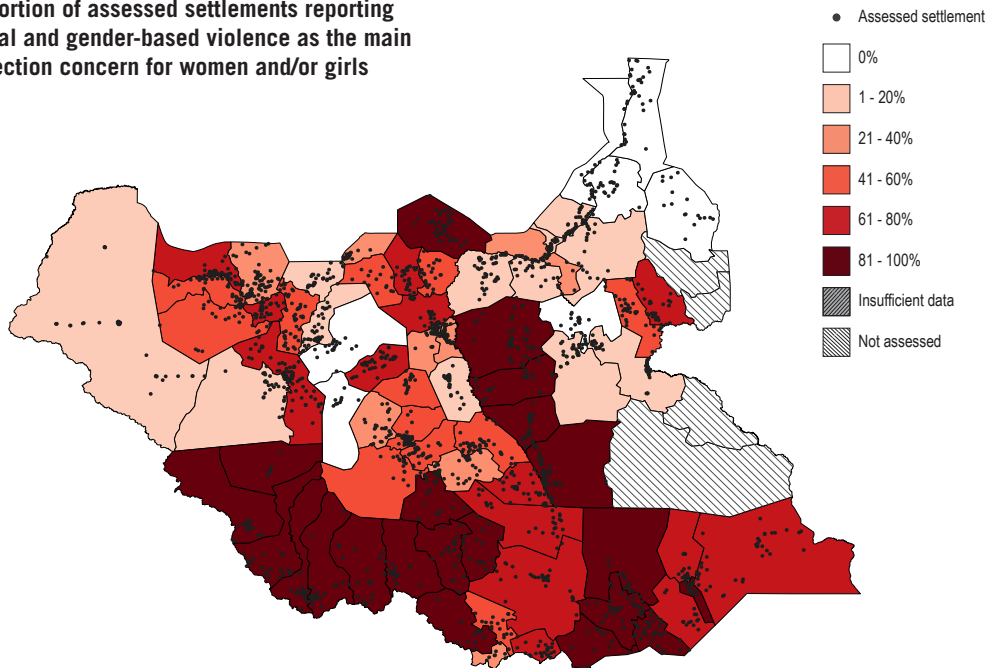 ortion of assessed settlements reporting
al and gender-based violence as the main
ection concern for women and/or girls
Assessed settlement
0%
1 - 20%
21 - 40%
41 - 60%
61 - 80%
81 - 100%
Insufficient data
Not assessed